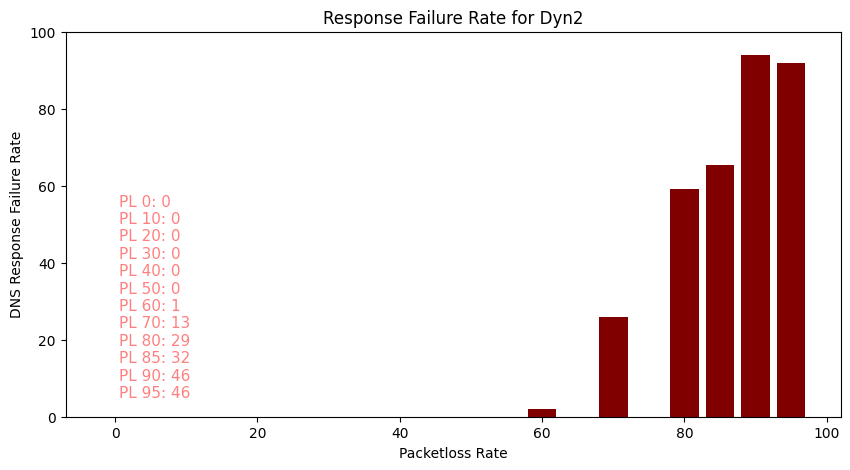 Response Failure Rate for Dyn2
100
80
60
40
20
0
DNS Response Failure Rate
PL 0: 0
PL 10: 0
PL 20: 0
PL 30: 0
PL 40: 0
PL 50: 0
PL 60: 1
PL 70: 13
PL 80: 29
PL 85: 32
PL 90: 46
PL 95: 46
0 20 40 60 80 100
Packetloss Rate